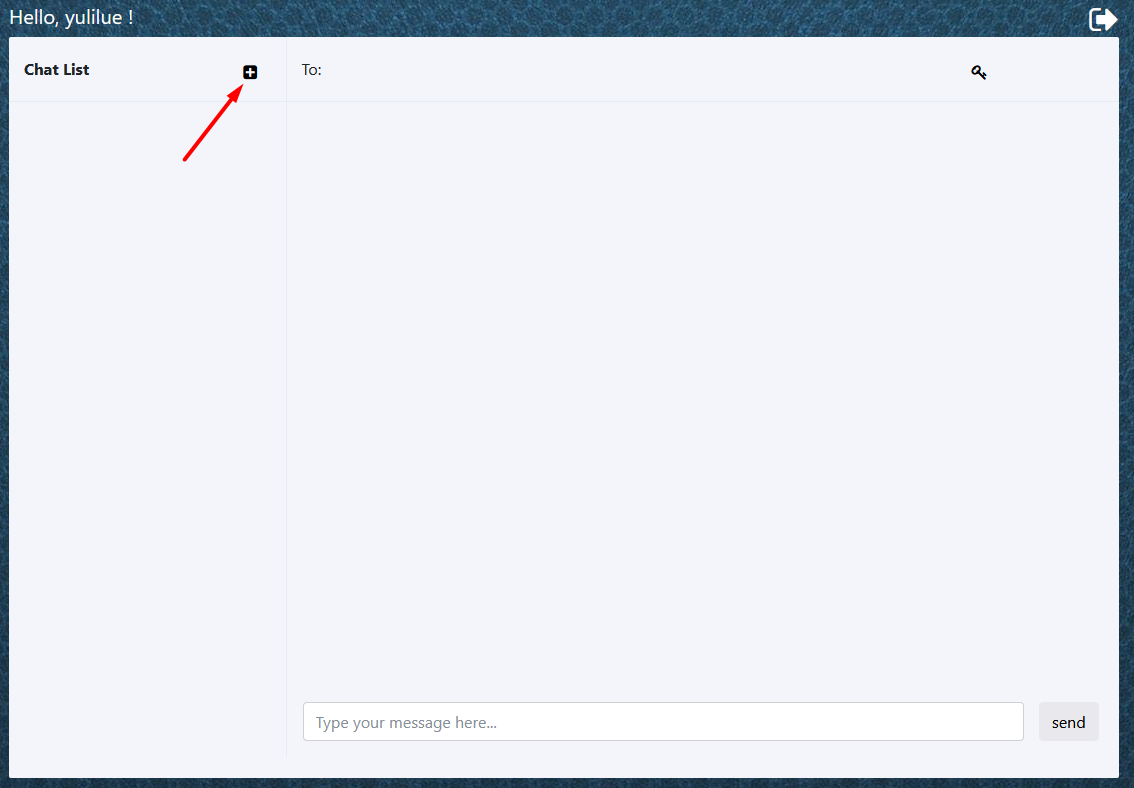 Hello, yulilue !
Chat List
To:
Type your message here...
send